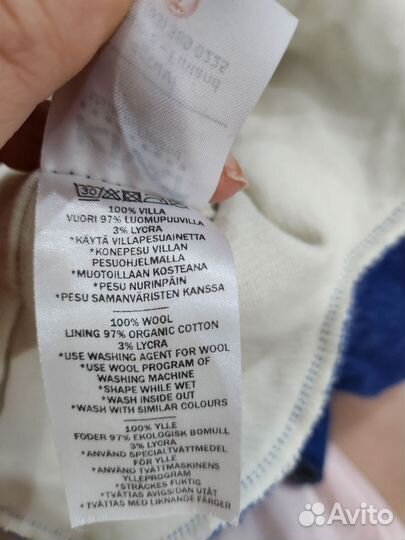 30
100% VILLA
VUORI 97% LUOMUPUUVILLA
3% LYCRA
*KÄYTÄ VILLAPESUAINETTA
*KONEPESU VILLAN
PESUOHJELMALLA
*MUOTOILLAAN KOSTEANA
*PESU NURINPÄIN
*PESU SAMANVÄRISTEN KANSSA
100% WOOL
LINING 97% ORGANIC COTTON
3% LYCRA
*USE WASHING AGENT FOR WOOL
*USE WOOL PROGRAM OF
WASHING MACHINE
*SHAPE WHILE WET
*WASH INSIDE OUT
*WASH WITH SIMILAR COLOURS
100% YLLE
FODER 97% EKOLOGISK BOMULL
3% LYCRA
*ANVÄND SPECIALTVÄTTMEDEL
FÖR YLLE
*ANVÄND TVÄTTMASKINENS
YLLEPROGRAM
*STRÄCKES FUKTIG
*TVÄTTAS AVIGSIDAN UTÅT
*TVÄTTAS MED LIKNANDE FÄRGER
Avito